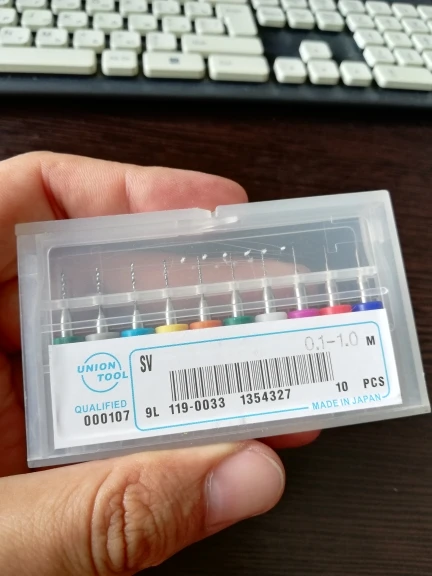 UNION
TOOL
SV
0.1-1.0 M
QUALIFIED
000107
9L 119-0033 1354327 10 PCS
MADE IN JAPAN